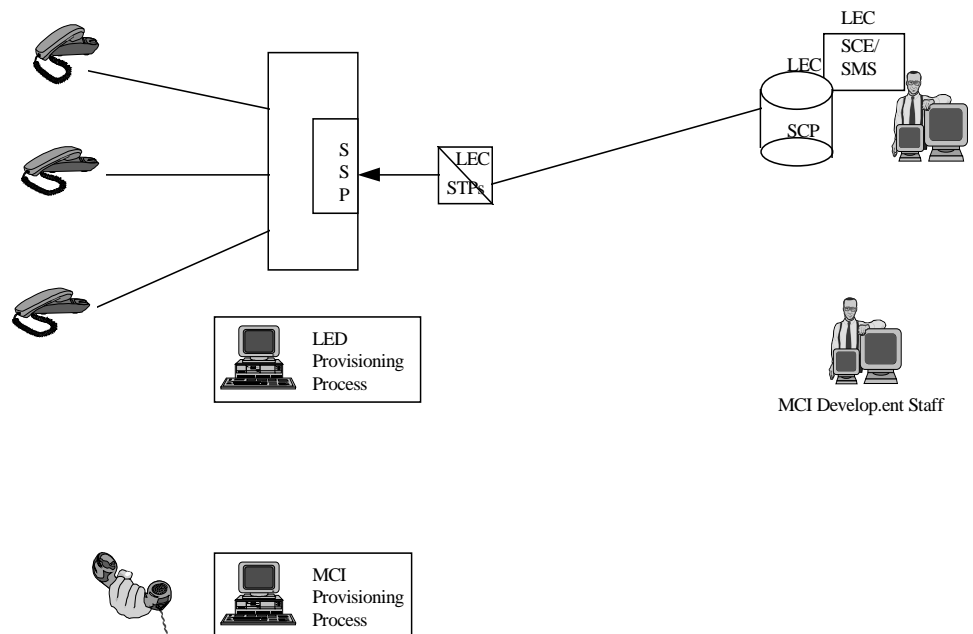 LEC
SCE/
SMS
LEC
SCP
S
S
P
LEC
STPs
LED
Provisioning
Process
MCI Develop.ent Staff
MCI
Provisioning
Process